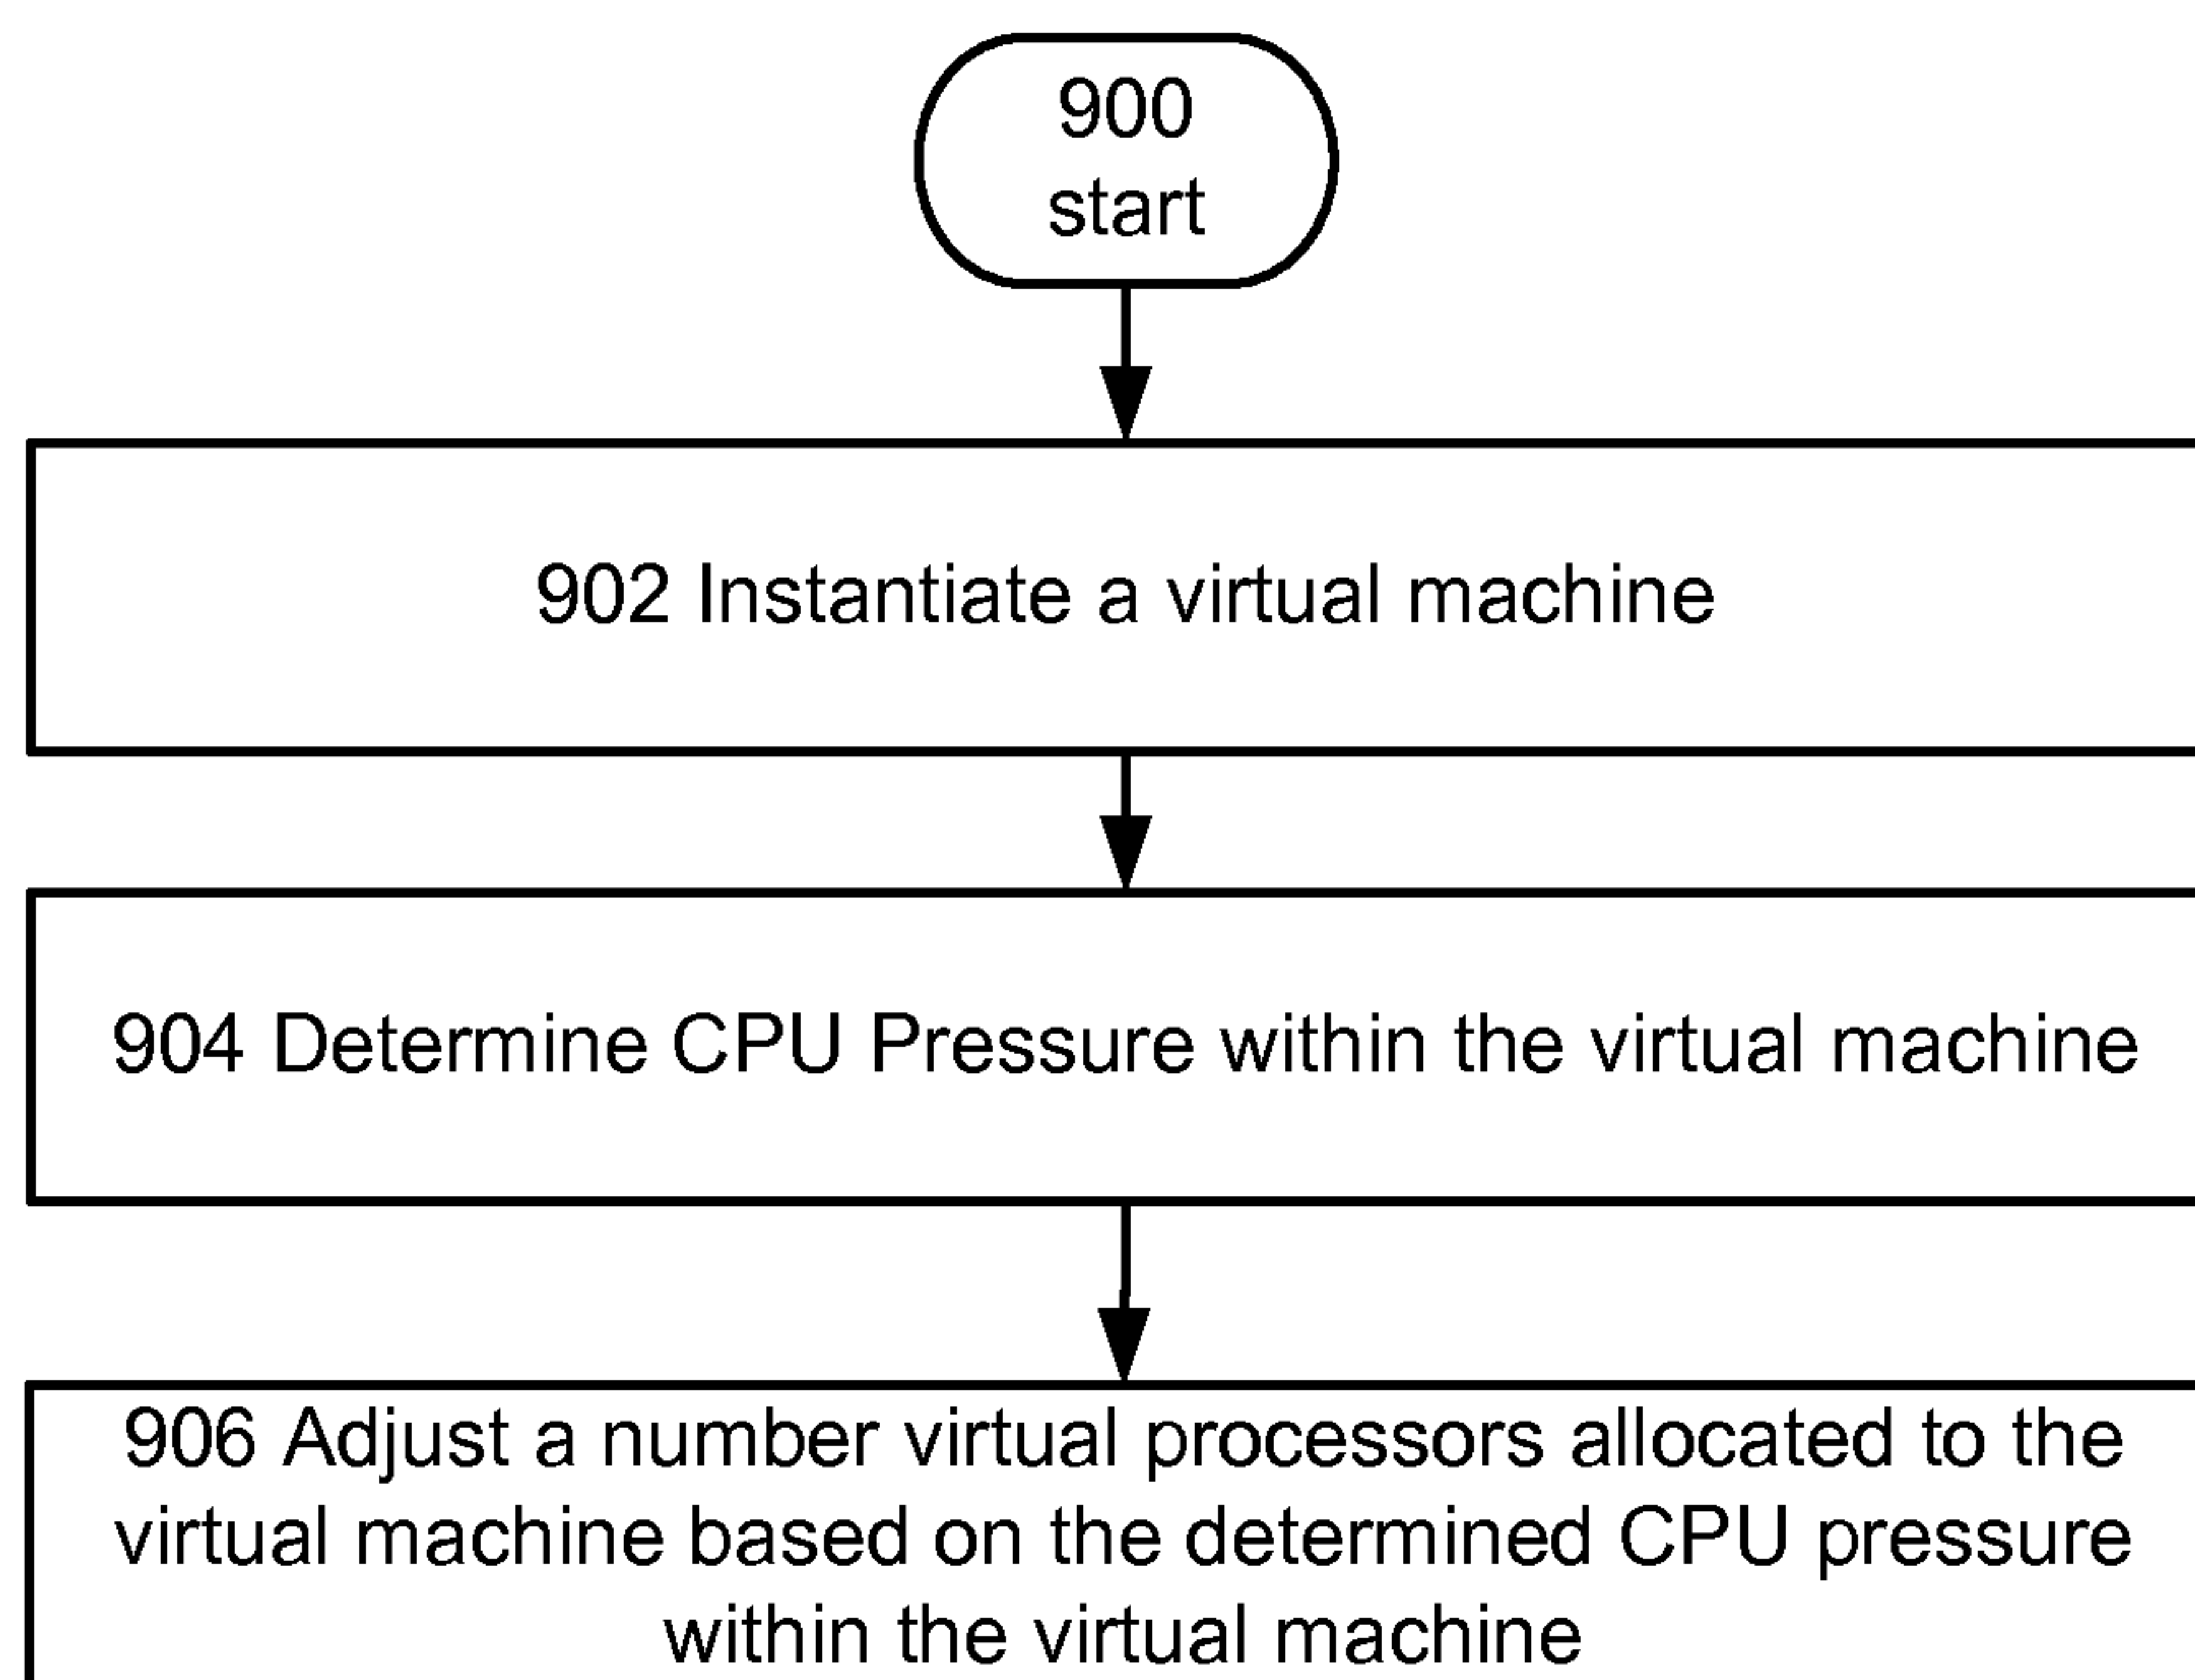 900
start
902 Instantiate a virtual machine
904 Determine CPU Pressure within the virtual machine
906 Adjust a number virtual processors allocated to the
virtual machine based on the determined CPU pressure
within the virtual machine